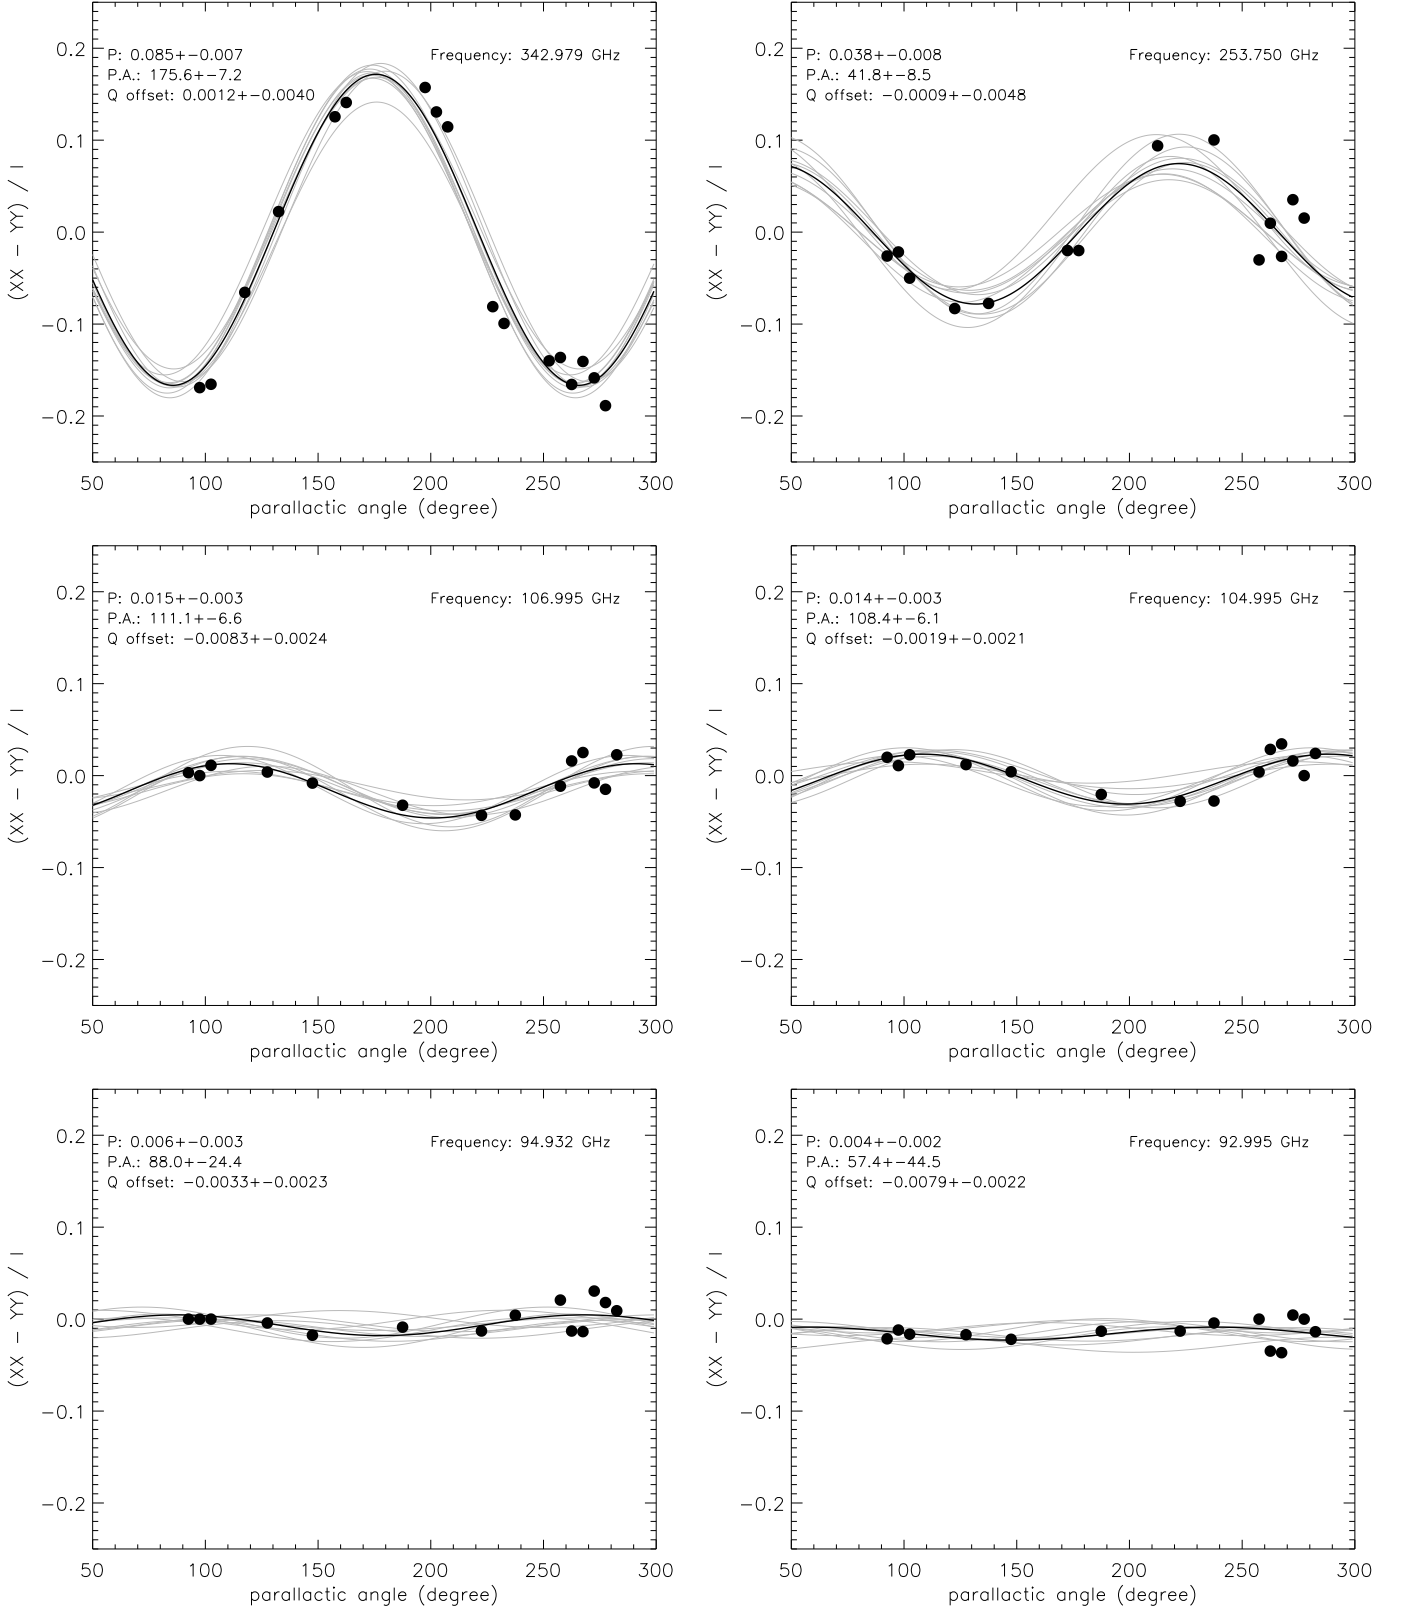 P: 0.085+−0.007
P.A.: 175.6+−7.2
Q offset: 0.0012+−0.0040
Frequency: 342.979 GHz
0.2
0.1
0.0
−0.1
−0.2
(XX − YY) / I
50 100 150 200 250 300
parallactic angle (degree)
P: 0.038+−0.008
P.A.: 41.8+−8.5
Q offset: −0.0009+−0.0048
Frequency: 253.750 GHz
0.2
0.1
0.0
−0.1
−0.2
(XX − YY) / I
50 100 150 200 250 300
parallactic angle (degree)
P: 0.015+−0.003
P.A.: 111.1+−6.6
Q offset: −0.0083+−0.0024
Frequency: 106.995 GHz
0.2
0.1
0.0
−0.1
−0.2
(XX − YY) / I
50 100 150 200 250 300
parallactic angle (degree)
P: 0.014+−0.003
P.A.: 108.4+−6.1
Q offset: −0.0019+−0.0021
Frequency: 104.995 GHz
0.2
0.1
0.0
−0.1
−0.2
(XX − YY) / I
50 100 150 200 250 300
parallactic angle (degree)
P: 0.006+−0.003
P.A.: 88.0+−24.4
Q offset: −0.0033+−0.0023
Frequency: 94.932 GHz
0.2
0.1
0.0
−0.1
−0.2
(XX − YY) / I
50 100 150 200 250 300
parallactic angle (degree)
P: 0.004+−0.002
P.A.: 57.4+−44.5
Q offset: −0.0079+−0.0022
Frequency: 92.995 GHz
0.2
0.1
0.0
−0.1
−0.2
(XX − YY) / I
50 100 150 200 250 300
parallactic angle (degree)